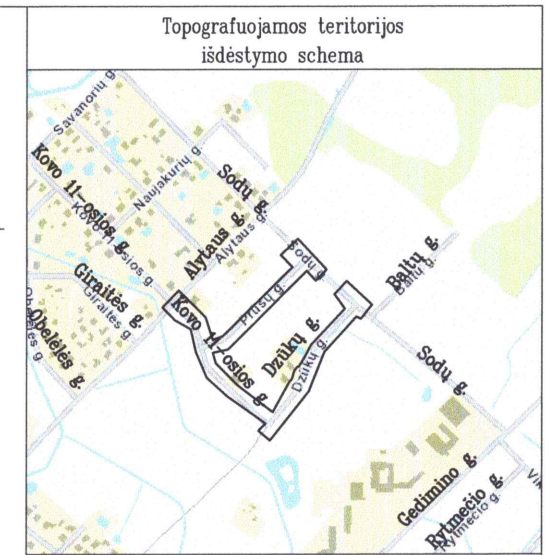 Topografuojamos teritorijos
išdėstymo schema
Savanorių g.
Kovo 11-osios g.
Kovo 11-osios g.
Naujakurių g.
Sodų g.
Alytaus g.
Alytaus g.
Giraitės g.
Giraitės g.
Obelėlės g.
Sodų g.
Prūsų g.
Baltų g.
Baltų g.
Kovo 11-osios g.
Dzūkų g.
Dzūkų g.
Sodų g.
Gedimino g.
Rytmečio g.
Rytmečio g.